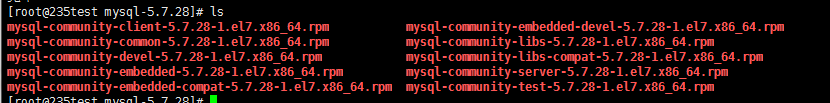 [root@235test mysql-5.7.28]# ls
mysql-community-client-5.7.28-1.el7.x86_64.rpm mysql-community-embedded-devel-5.7.28-1.el7.x86_64.rpm
mysql-community-common-5.7.28-1.el7.x86_64.rpm mysql-community-libs-5.7.28-1.el7.x86_64.rpm
mysql-community-devel-5.7.28-1.el7.x86_64.rpm mysql-community-libs-compat-5.7.28-1.el7.x86_64.rpm
mysql-community-embedded-5.7.28-1.el7.x86_64.rpm mysql-community-server-5.7.28-1.el7.x86_64.rpm
mysql-community-embedded-compat-5.7.28-1.el7.x86_64.rpm mysql-community-test-5.7.28-1.el7.x86_64.rpm
[root@235test mysql-5.7.28]#